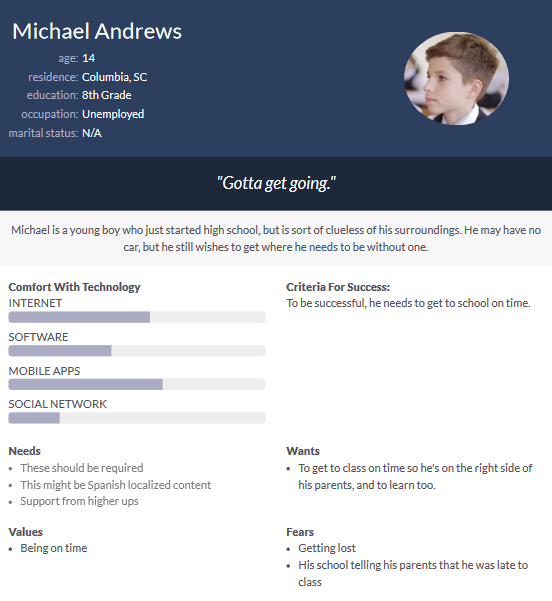 Michael Andrews
age: 14
residence: Columbia, SC
education: 8th Grade
occupation: Unemployed
marital status: N/A
"Gotta get going."
Michael is a young boy who just started high school, but is sort of clueless of his surroundings. He may have no
car, but he still wishes to get where he needs to be without one.
Comfort With Technology
INTERNET
SOFTWARE
MOBILE APPS
SOCIAL NETWORK
Criteria For Success:
To be successful, he needs to get to school on time.
Needs
• These should be required
• This might be Spanish localized content
• Support from higher ups
Wants
• To get to class on time so he's on the right side of
his parents, and to learn too.
Values
• Being on time
Fears
• Getting lost
• His school telling his parents that he was late to
class